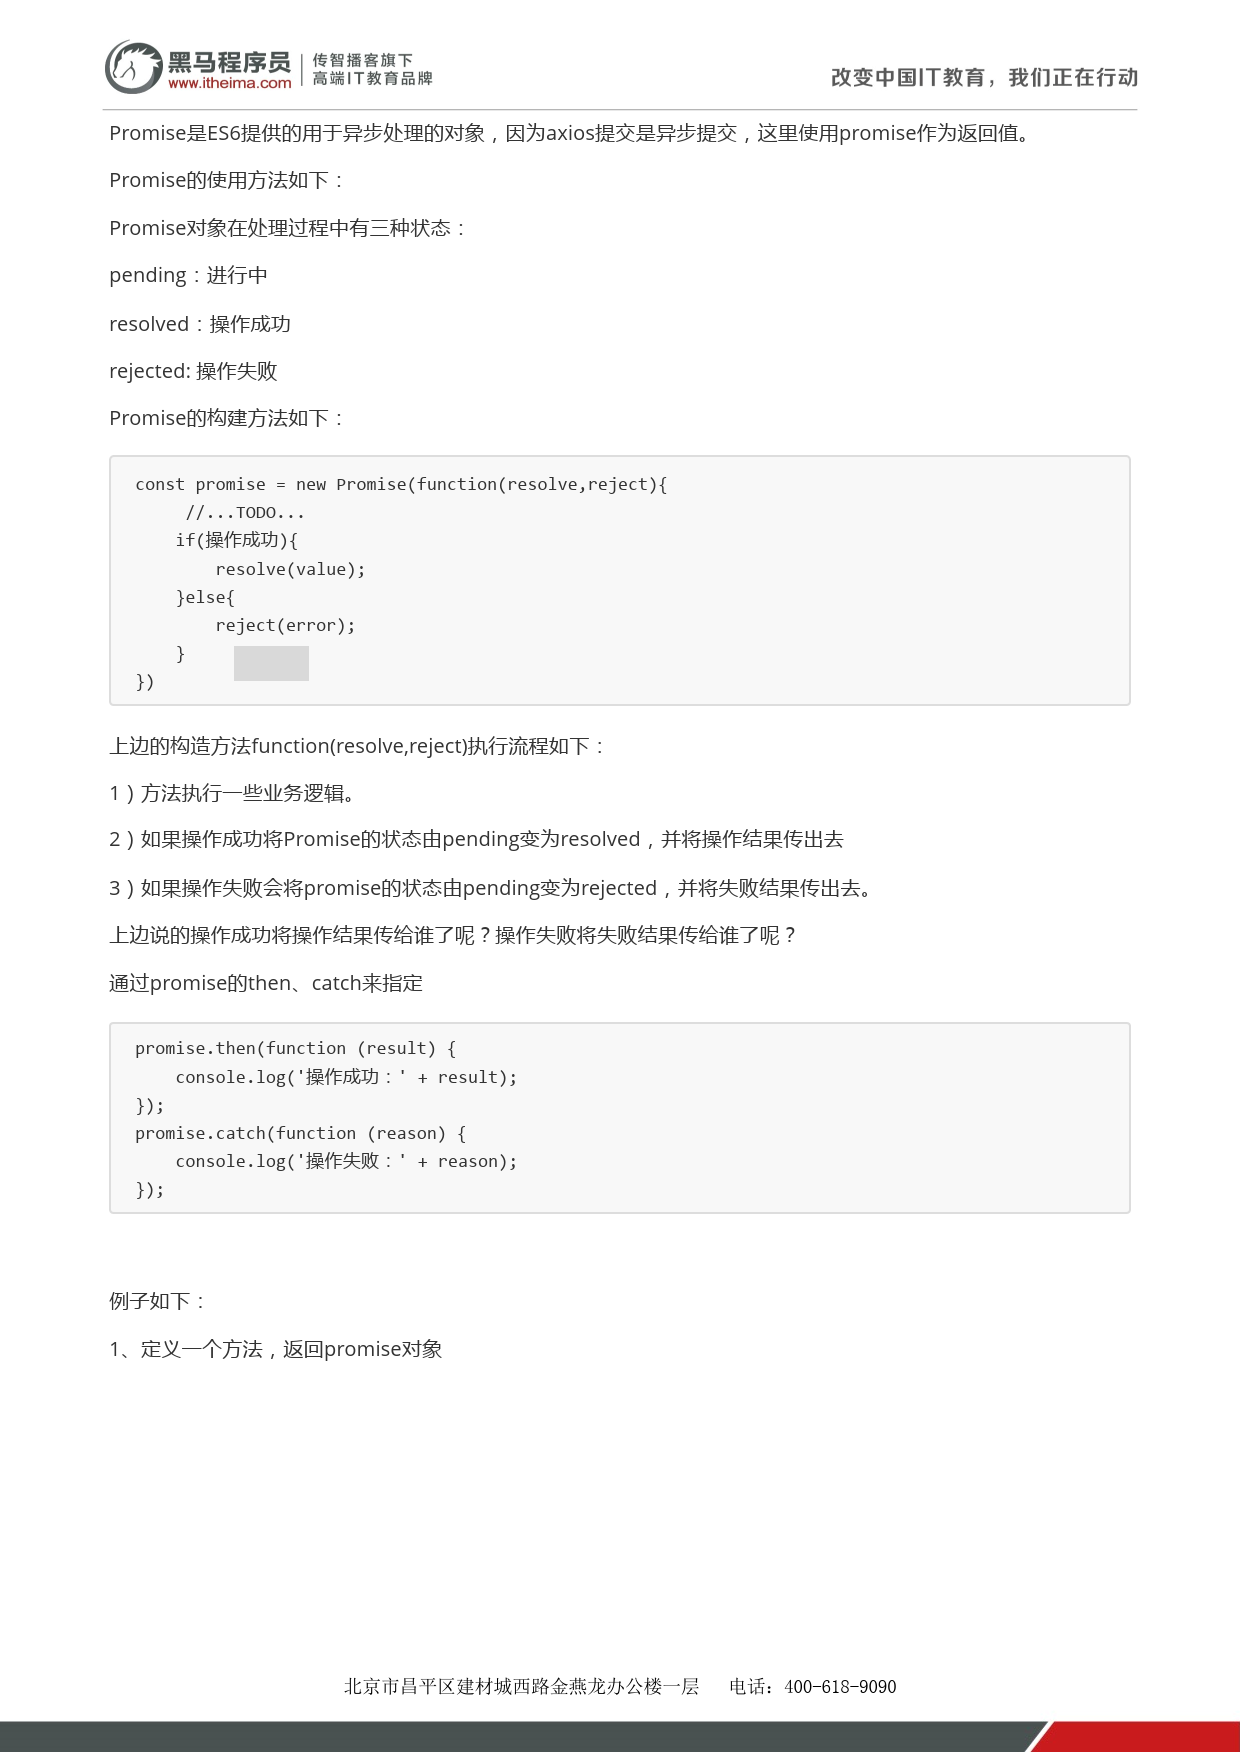 黑马程序员
www.itheima.com
传智播客旗下
高端IT教育品牌
改变中国IT教育，我们正在行动
Promise是ES6提供的用于异步处理的对象，因为axios提交是异步提交，这里使用promise作为返回值。
Promise的使用方法如下：
Promise对象在处理过程中有三种状态：
pending：进行中
resolved：操作成功
rejected: 操作失败
Promise的构建方法如下：
const promise = new Promise(function(resolve,reject){
     //...TODO...
    if(操作成功){
        resolve(value);
    }else{
        reject(error);
    }
})
上边的构造方法function(resolve,reject)执行流程如下：
1）方法执行一些业务逻辑。
2）如果操作成功将Promise的状态由pending变为resolved，并将操作结果传出去
3）如果操作失败会将promise的状态由pending变为rejected，并将失败结果传出去。
上边说的操作成功将操作结果传给谁了呢？操作失败将失败结果传给谁了呢？
通过promise的then、catch来指定
promise.then(function (result) {
    console.log('操作成功：' + result);
});
promise.catch(function (reason) {
    console.log('操作失败：' + reason);
});
例子如下：
1、定义一个方法，返回promise对象
北京市昌平区建材城西路金燕龙办公楼一层   电话：400-618-9090